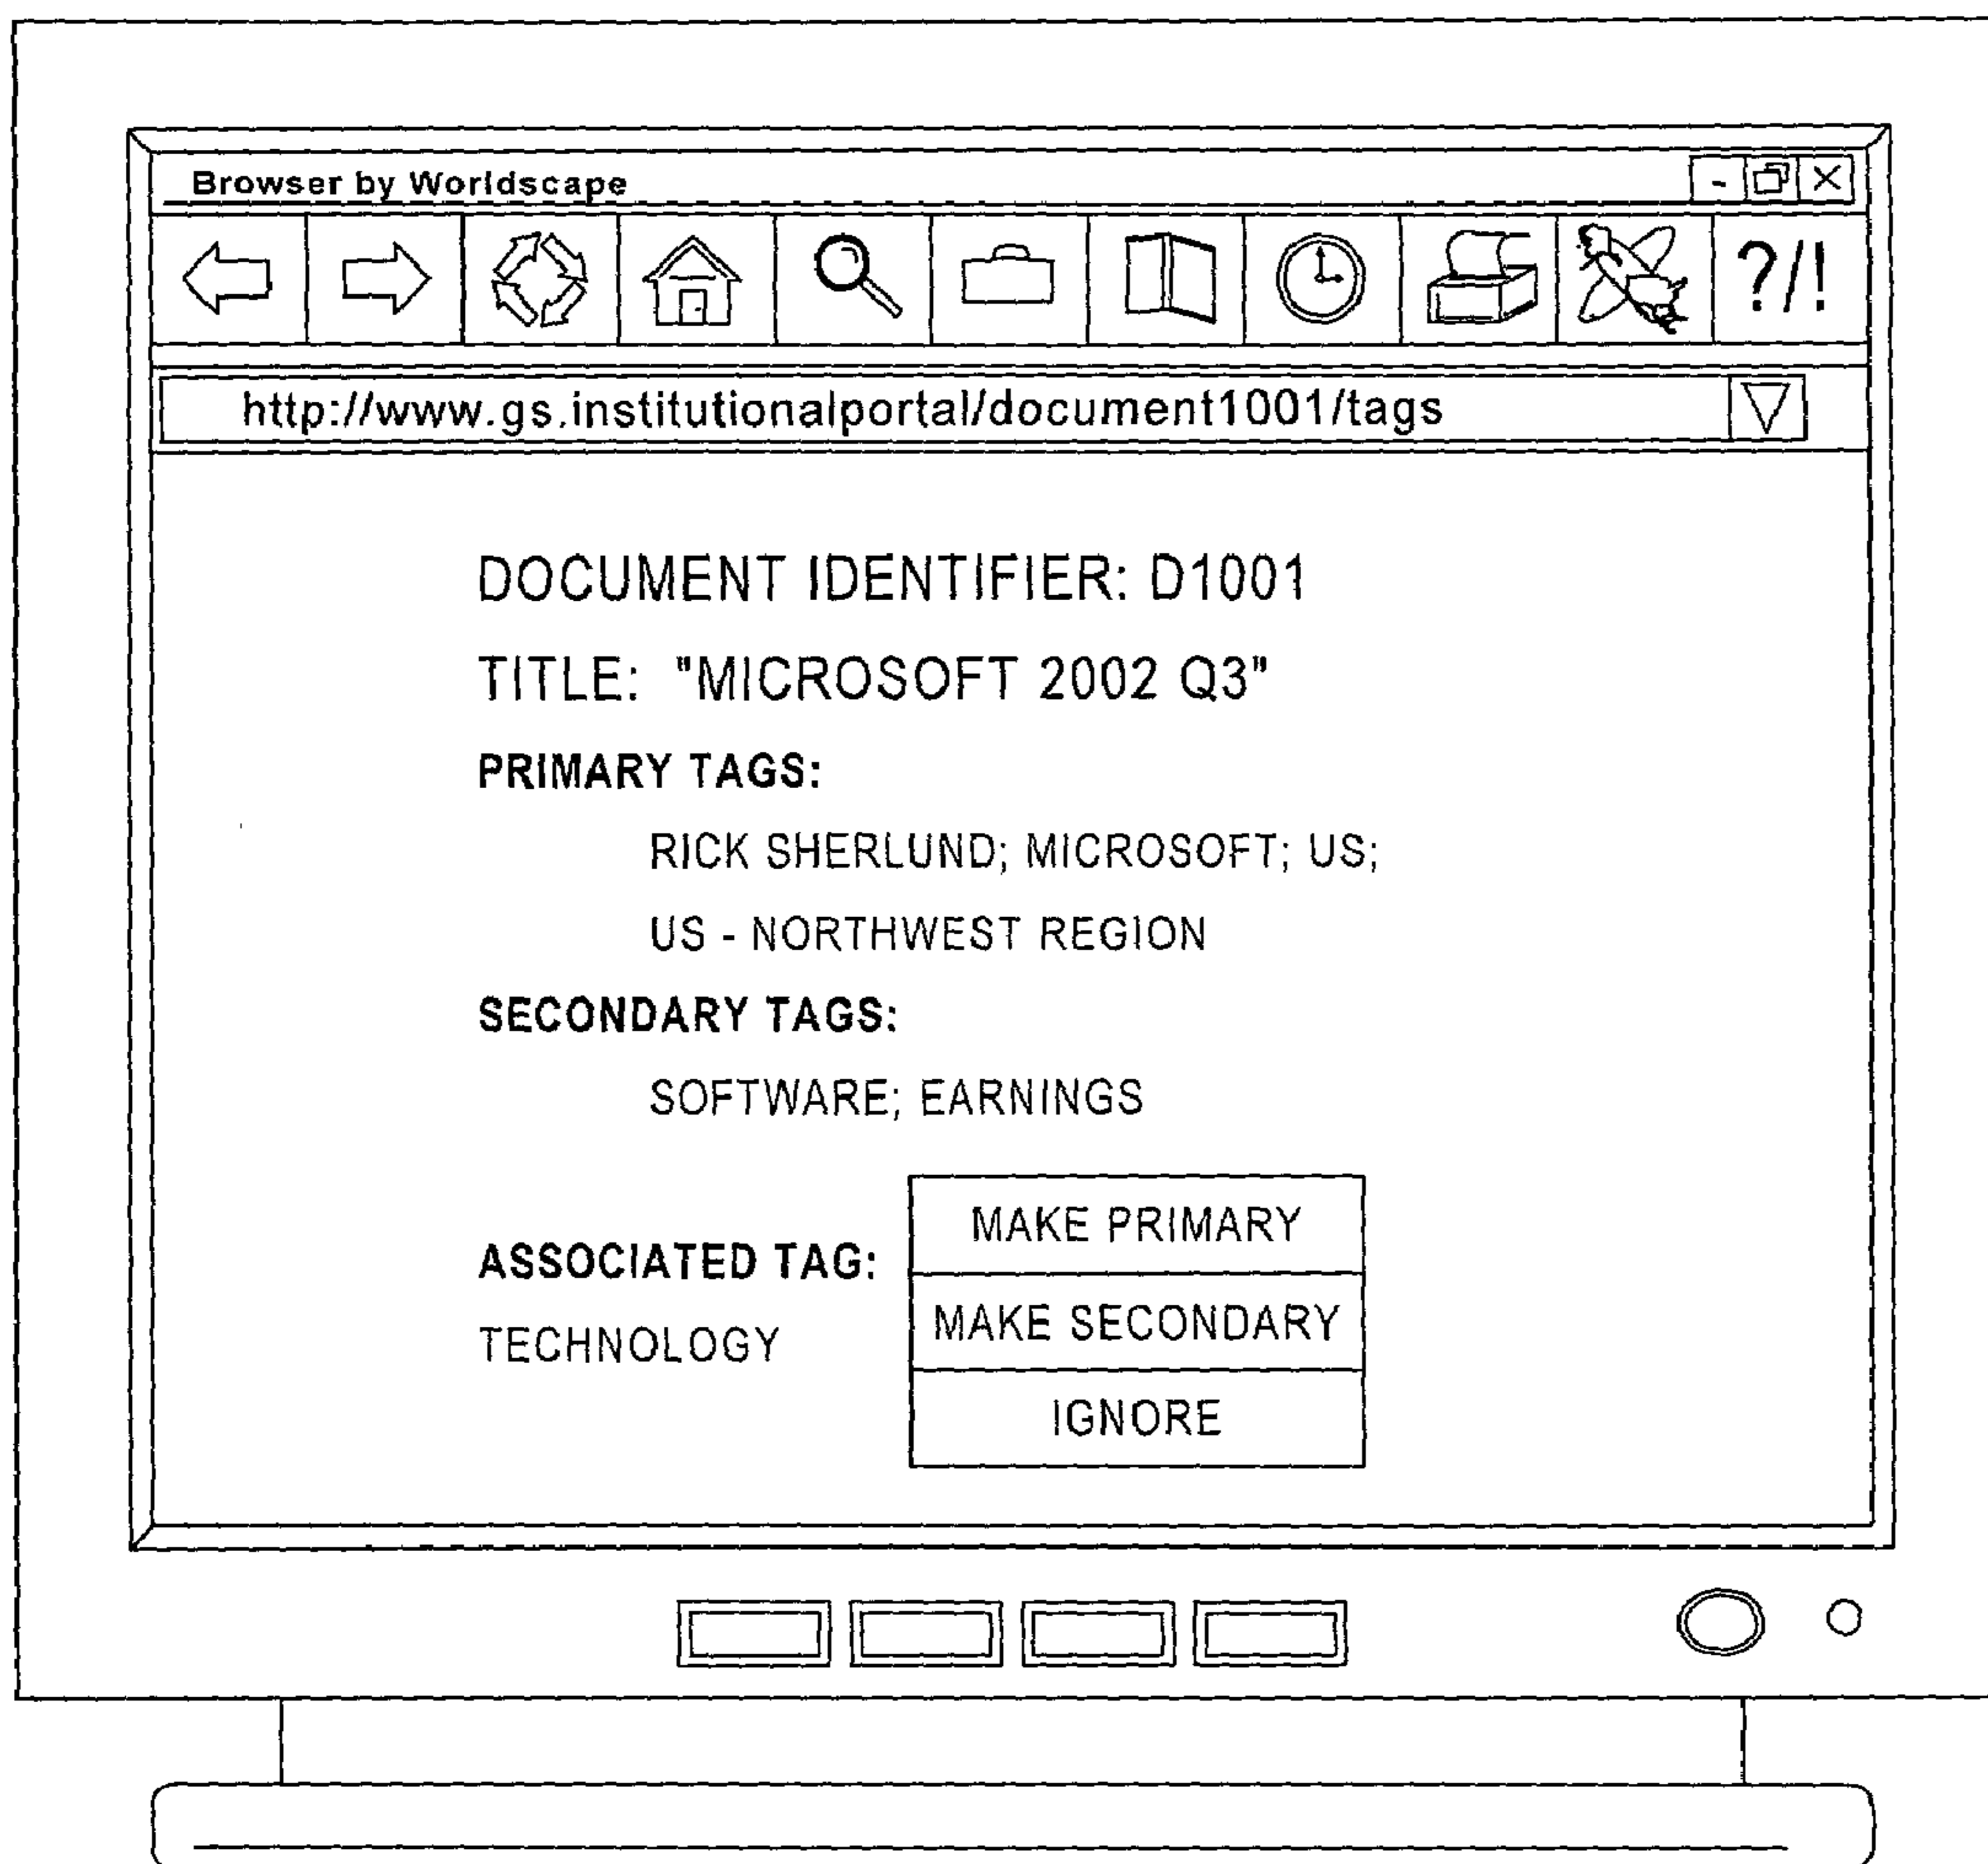 Browser by Worldscape
?/!
http://www.gs.institutionalportal/document1001/tags
DOCUMENT IDENTIFIER: D1001
TITLE: "MICROSOFT 2002 Q3"
PRIMARY TAGS:
RICK SHERLUND; MICROSOFT; US;
US - NORTHWEST REGION
SECONDARY TAGS:
SOFTWARE; EARNINGS
ASSOCIATED TAG:
TECHNOLOGY
MAKE PRIMARY
MAKE SECONDARY
IGNORE